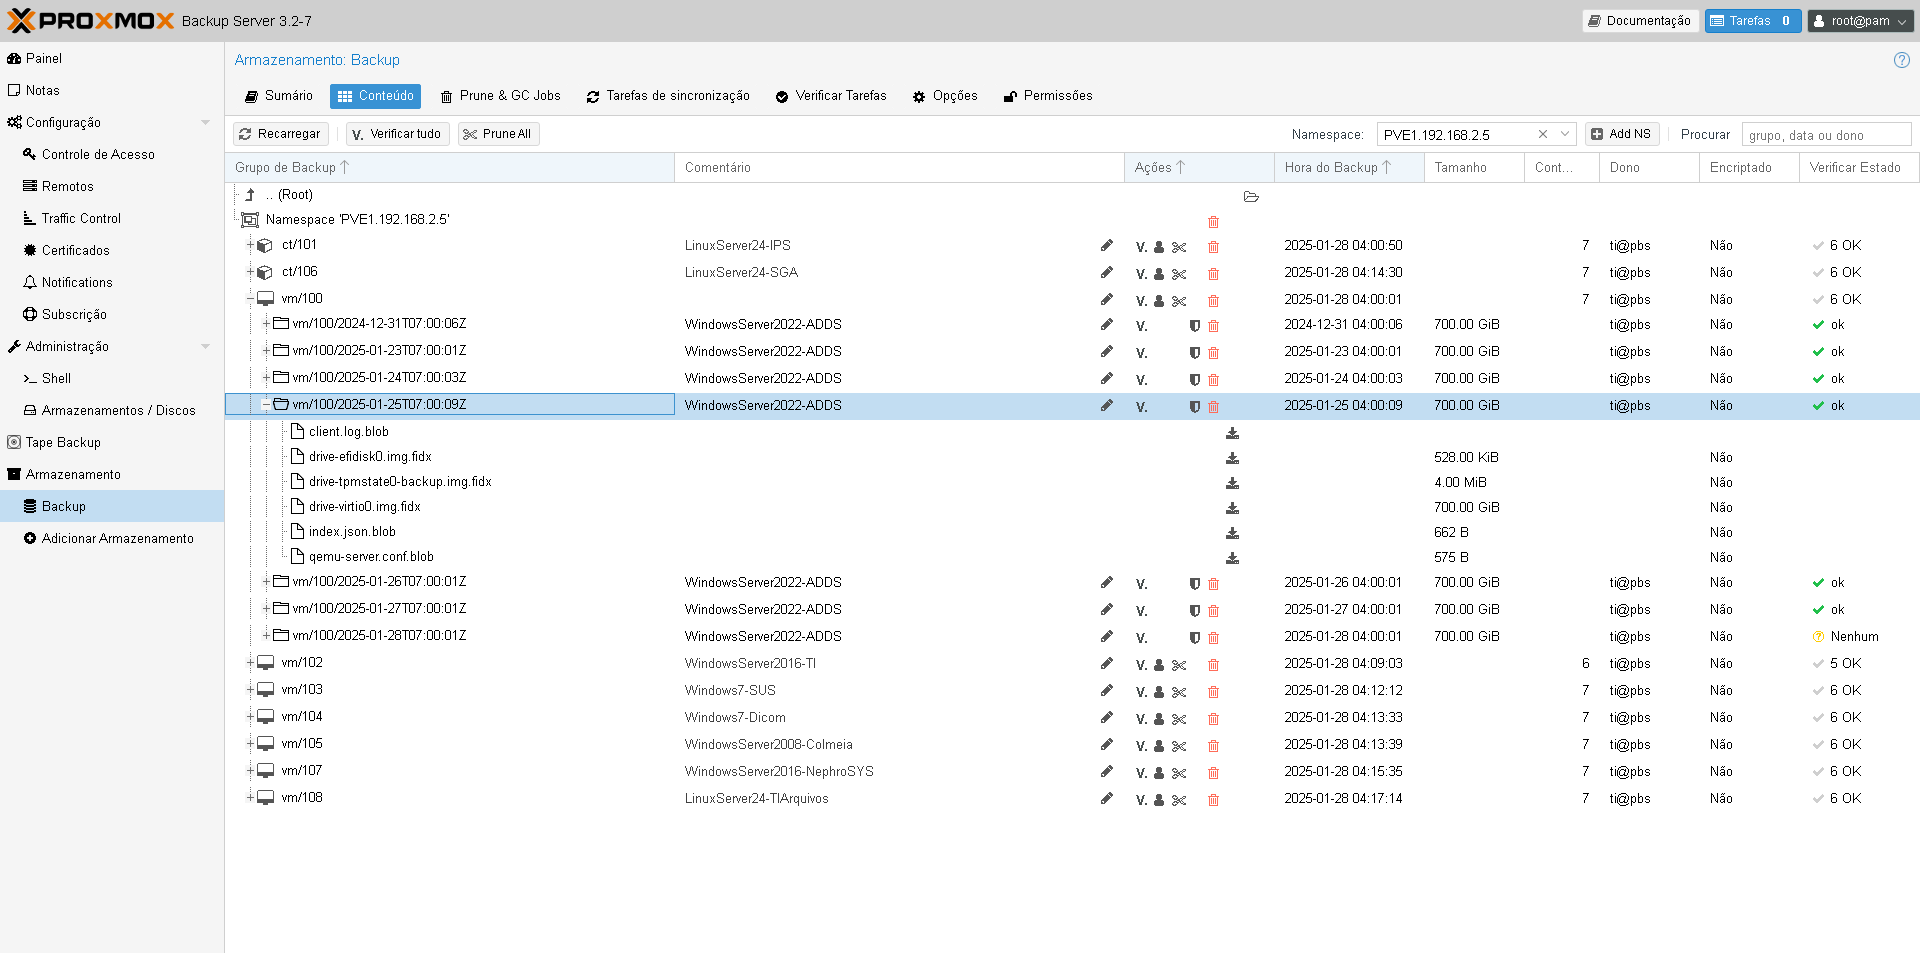 PROXMOX Backup Server 3.2-7
Documentação Tarefas 0 root@pam
Painel
Notas
Configuração
Controle de Acesso
Remotos
Traffic Control
Certificados
Notifications
Subscrição
Administração
Shell
Armazenamentos / Discos
Tape Backup
Armazenamento
Backup
Adicionar Armazenamento
Armazenamento: Backup
Sumário Conteúdo Prune & GC Jobs Tarefas de sincronização Verificar Tarefas Opções Permissões
Recarregar V. Verificar tudo Prune All Namespace: PVE1.192.168.2.5 Add NS Procurar grupo, data ou dono
Grupo de Backup Comentário Ações Hora do Backup Tamanho Cont... Dono Encriptado Verificar Estado
.. (Root)
Namespace 'PVE1.192.168.2.5'
ct/101 LinuxServer24-IPS V. 2025-01-28 04:00:50 7 ti@pbs Não 6 OK
ct/106 LinuxServer24-SGA V. 2025-01-28 04:14:30 7 ti@pbs Não 6 OK
vm/100 V. 2025-01-28 04:00:01 7 ti@pbs Não 6 OK
vm/100/2024-12-31T07:00:06Z WindowsServer2022-ADDS V. 2024-12-31 04:00:06 700.00 GiB ti@pbs Não ok
vm/100/2025-01-23T07:00:01Z WindowsServer2022-ADDS V. 2025-01-23 04:00:01 700.00 GiB ti@pbs Não ok
vm/100/2025-01-24T07:00:03Z WindowsServer2022-ADDS V. 2025-01-24 04:00:03 700.00 GiB ti@pbs Não ok
vm/100/2025-01-25T07:00:09Z WindowsServer2022-ADDS V. 2025-01-25 04:00:09 700.00 GiB ti@pbs Não ok
client.log.blob
drive-efidisk0.img.fidx 528.00 KiB Não
drive-tpmstate0-backup.img.fidx 4.00 MiB Não
drive-virtio0.img.fidx 700.00 GiB Não
index.json.blob 662 B Não
qemu-server.conf.blob 575 B Não
vm/100/2025-01-26T07:00:01Z WindowsServer2022-ADDS V. 2025-01-26 04:00:01 700.00 GiB ti@pbs Não ok
vm/100/2025-01-27T07:00:01Z WindowsServer2022-ADDS V. 2025-01-27 04:00:01 700.00 GiB ti@pbs Não ok
vm/100/2025-01-28T07:00:01Z WindowsServer2022-ADDS V. 2025-01-28 04:00:01 700.00 GiB ti@pbs Não Nenhum
vm/102 WindowsServer2016-TI V. 2025-01-28 04:09:03 6 ti@pbs Não 5 OK
vm/103 Windows7-SUS V. 2025-01-28 04:12:12 7 ti@pbs Não 6 OK
vm/104 Windows7-Dicom V. 2025-01-28 04:13:33 7 ti@pbs Não 6 OK
vm/105 WindowsServer2008-Colmeia V. 2025-01-28 04:13:39 7 ti@pbs Não 6 OK
vm/107 WindowsServer2016-NephroSYS V. 2025-01-28 04:15:35 7 ti@pbs Não 6 OK
vm/108 LinuxServer24-TIArquivos V. 2025-01-28 04:17:14 7 ti@pbs Não 6 OK